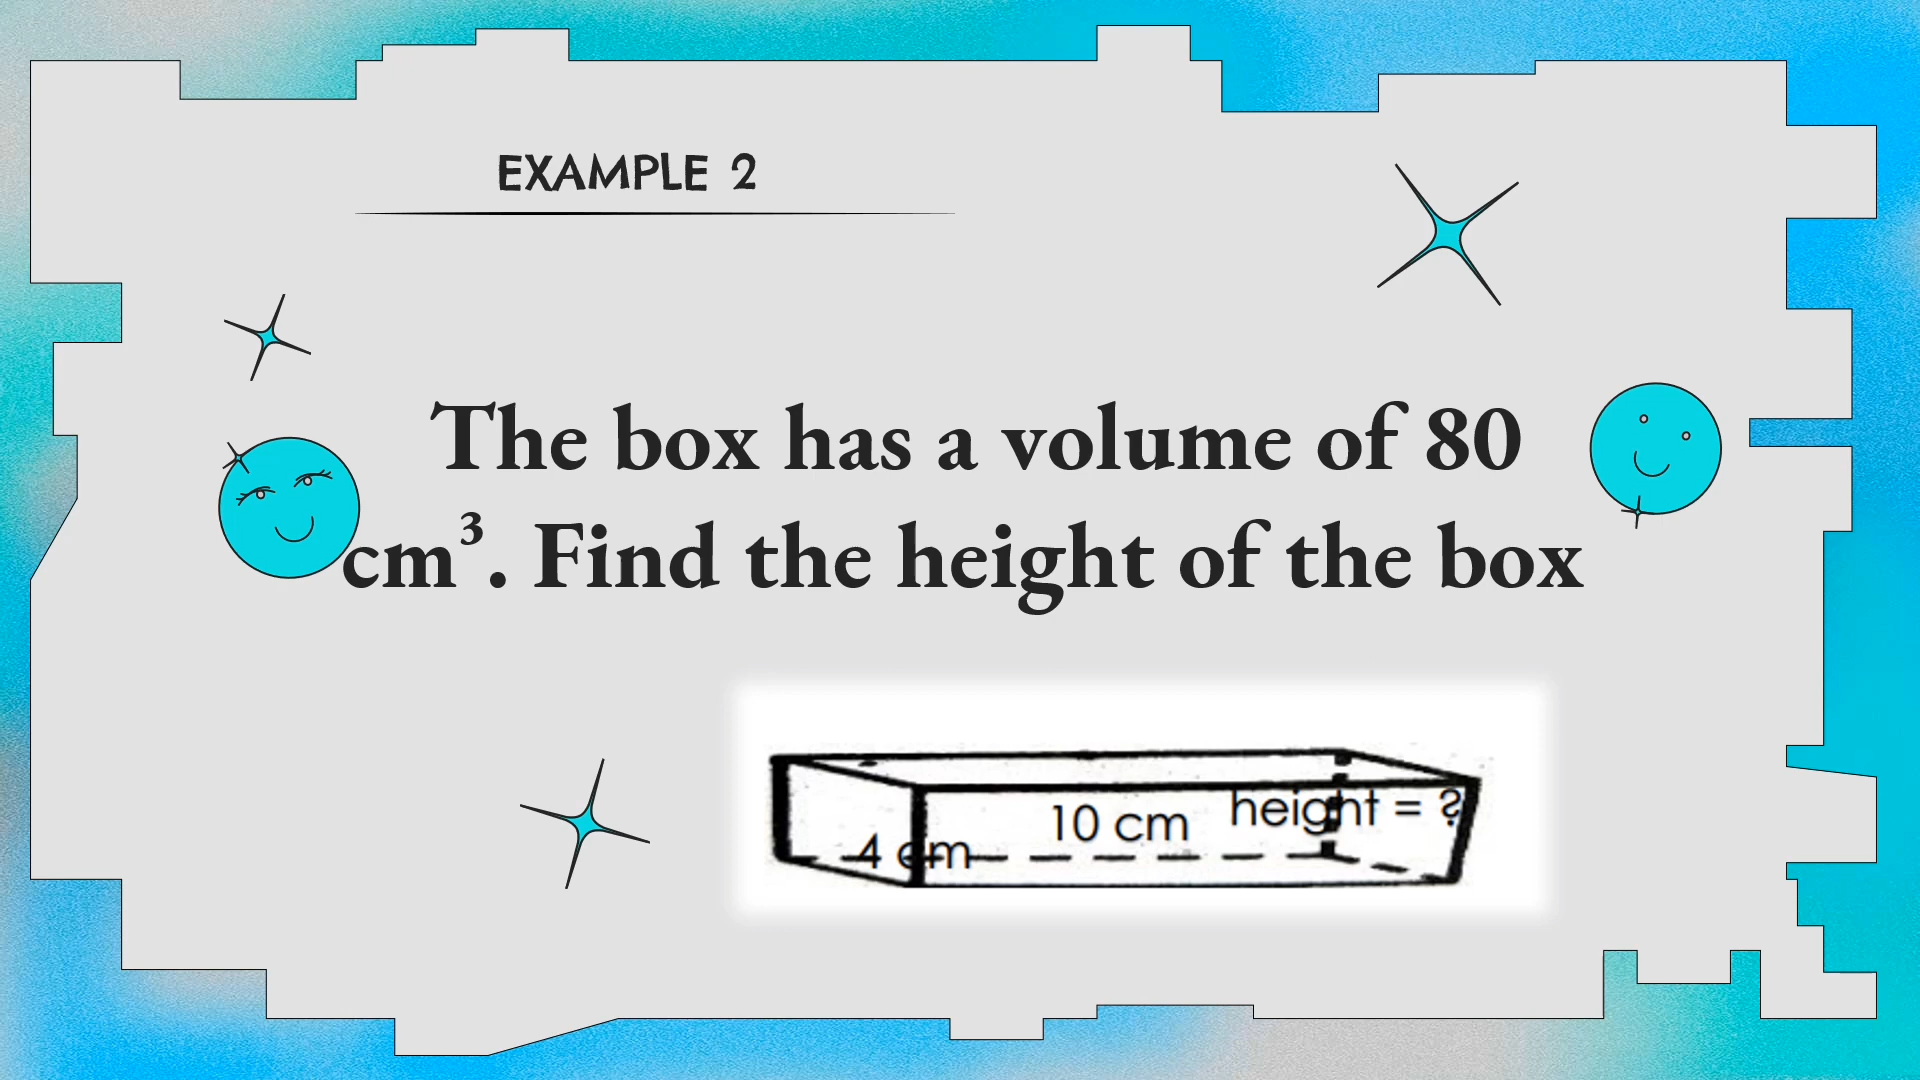 EXAMPLE 2
The box has a volume of 80
cm³. Find the height of the box
10 cm height = ?
4 cm